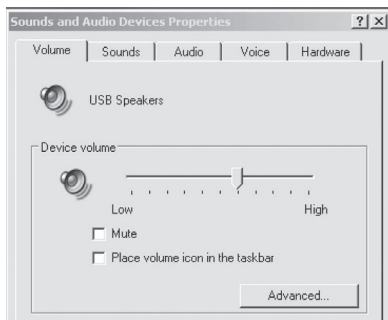 Sounds and Audio Devices Properties ? X
Volume Sounds Audio Voice Hardware
USB Speakers
Device volume
Low High
Mute
Place volume icon in the taskbar
Advanced...